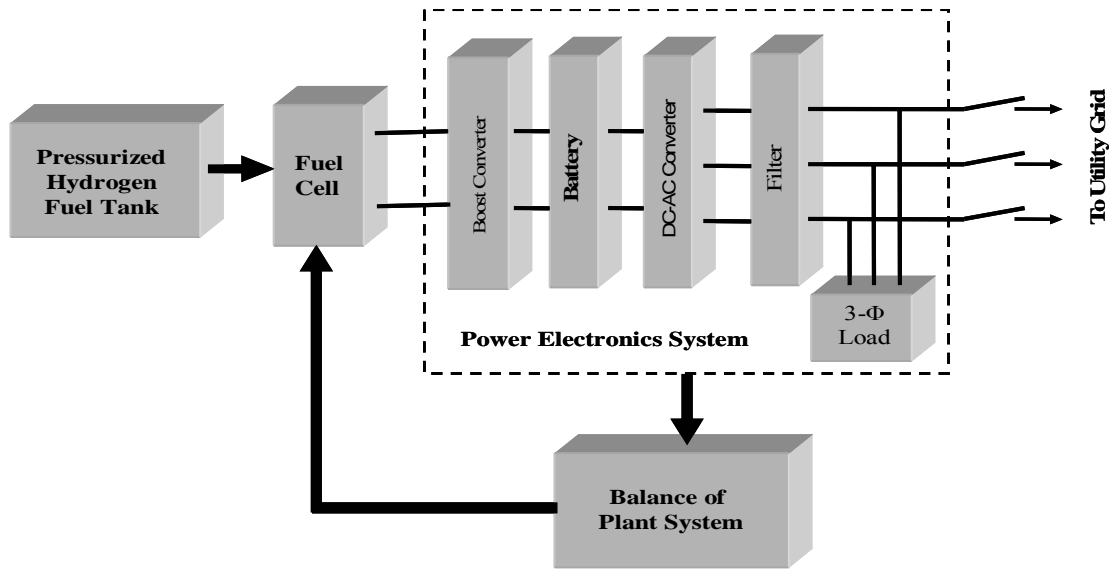 Pressurized
Hydrogen
Fuel Tank
Fuel
Cell
Boost Converter
Battery
DC-AC Converter
Filter
3-Φ
Load
To Utility Grid
Power Electronics System
Balance of
Plant System